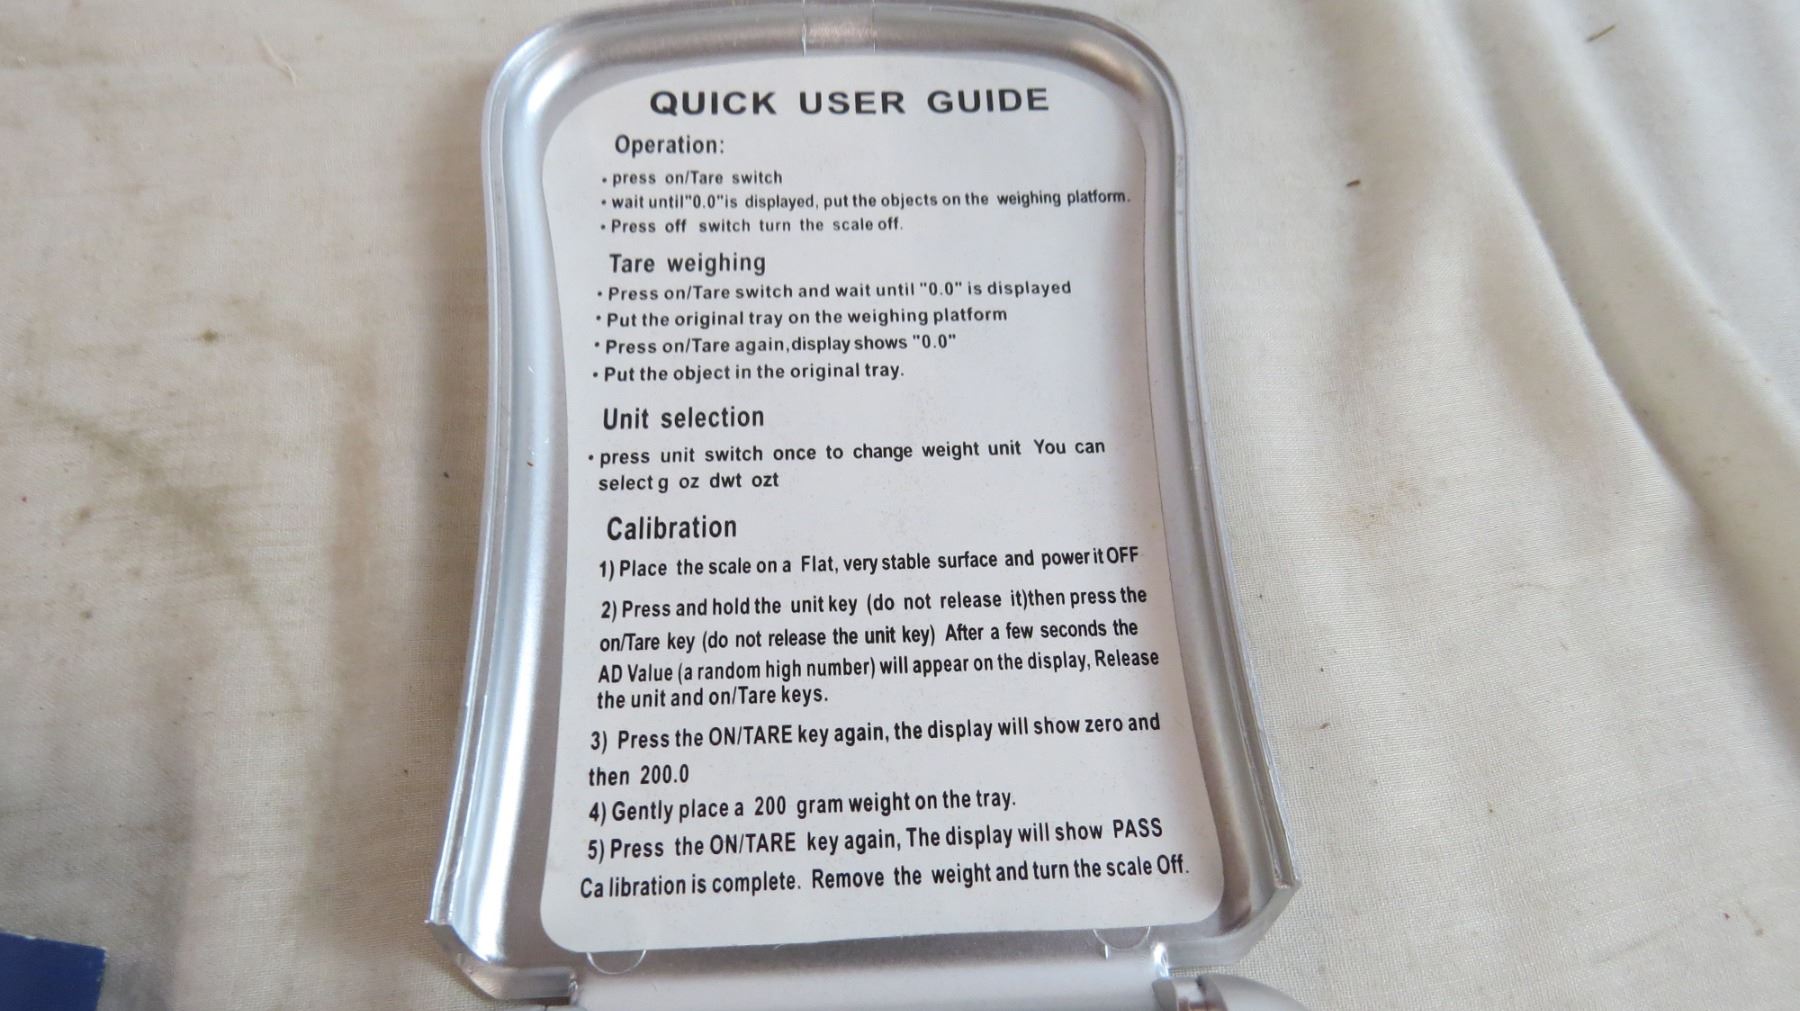 QUICK USER GUIDE
Operation:
• press on/Tare switch
• wait until"0.0"is displayed, put the objects on the weighing platform.
• Press off switch turn the scale off.
Tare weighing
• Press on/Tare switch and wait until "0.0" is displayed
• Put the original tray on the weighing platform
• Press on/Tare again,display shows "0.0"
• Put the object in the original tray.
Unit selection
• press unit switch once to change weight unit You can
select g oz dwt ozt
Calibration
1) Place the scale on a Flat, very stable surface and power it OFF
2) Press and hold the unit key (do not release it)then press the
on/Tare key (do not release the unit key) After a few seconds the
AD Value (a random high number) will appear on the display, Release
the unit and on/Tare keys.
3) Press the ON/TARE key again, the display will show zero and
then 200.0
4) Gently place a 200 gram weight on the tray.
5) Press the ON/TARE key again, The display will show PASS
Ca libration is complete. Remove the weight and turn the scale Off.